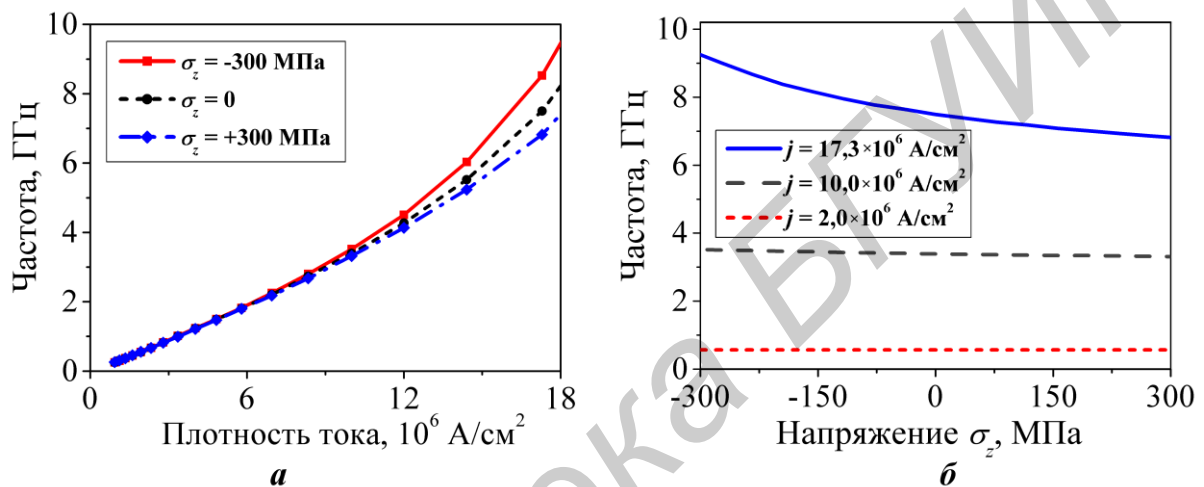 10
8
6
4
2
0
Частота, ГГц
σz = -300 МПа
σz = 0
σz = +300 МПа
0 6 12 18
Плотность тока, 10⁶ А/см²
а
10
8
6
4
2
0
Частота, ГГц
j = 17,3×10⁶ А/см²
j = 10,0×10⁶ А/см²
j = 2,0×10⁶ А/см²
-300 -150 0 150 300
Напряжение σz, МПа
б